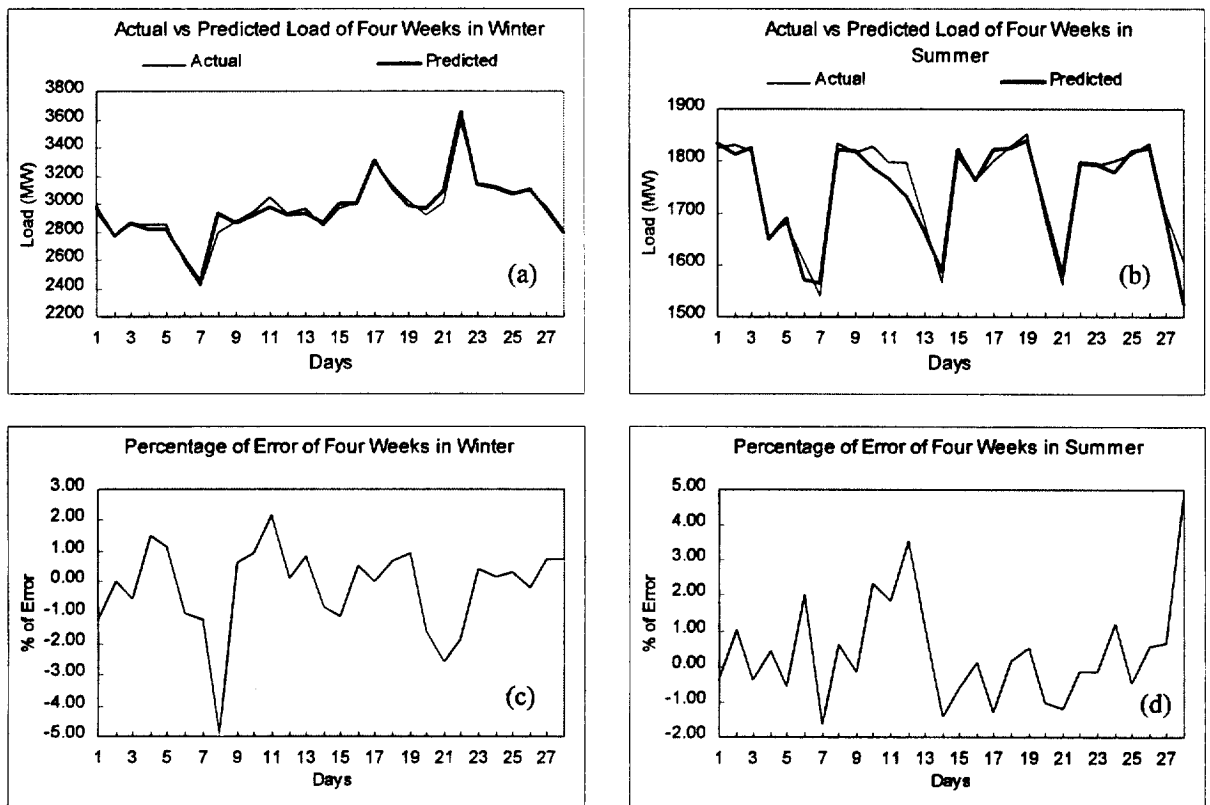 Actual vs Predicted Load of Four Weeks in Winter
Actual Predicted
Load (MW)
3800
3600
3400
3200
3000
2800
2600
2400
2200
1 3 5 7 9 11 13 15 17 19 21 23 25 27
Days
(a)
Actual vs Predicted Load of Four Weeks in
Summer
Actual Predicted
Load (MW)
1900
1800
1700
1600
1500
1 3 5 7 9 11 13 15 17 19 21 23 25 27
Days
(b)
Percentage of Error of Four Weeks in Winter
% of Error
3.00
2.00
1.00
0.00
-1.00
-2.00
-3.00
-4.00
-5.00
1 3 5 7 9 11 13 15 17 19 21 23 25 27
Days
(c)
Percentage of Error of Four Weeks in Summer
% of Error
5.00
4.00
3.00
2.00
1.00
0.00
-1.00
-2.00
1 3 5 7 9 11 13 15 17 19 21 23 25 27
Days
(d)